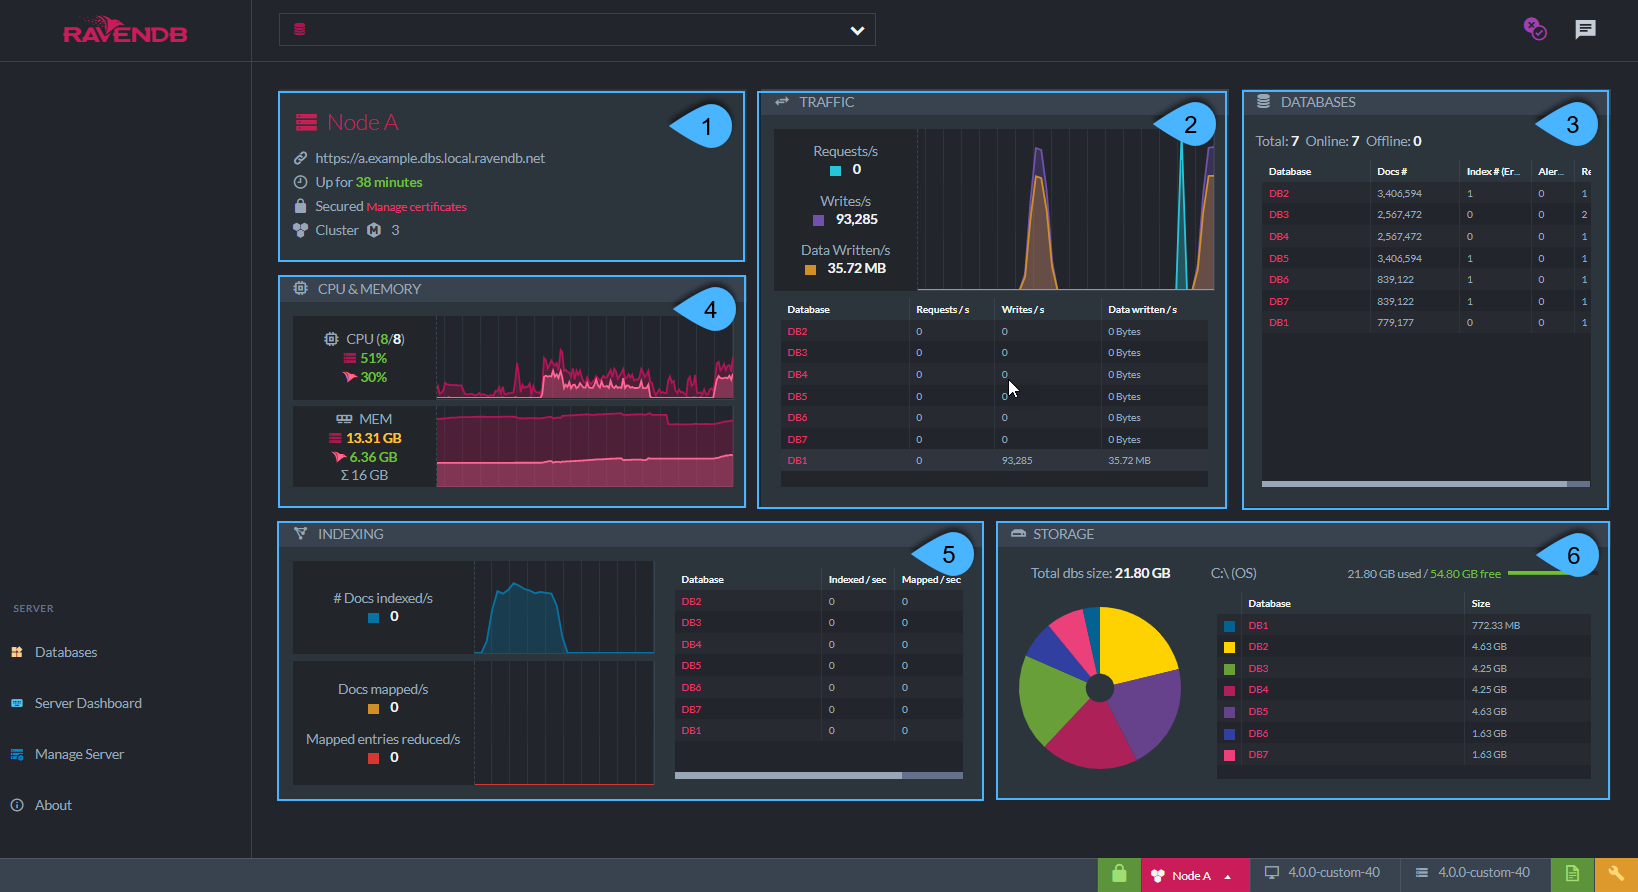 RAVENDB
Node A
1
https://a.example.dbs.local.ravendb.net
Up for 38 minutes
Secured Manage certificates
Cluster M 3
TRAFFIC
2
Requests/s
0
Writes/s
93,285
Data Written/s
35.72 MB
Database Requests / s Writes / s Data written / s
DB2 0 0 0 Bytes
DB3 0 0 0 Bytes
DB4 0 0 0 Bytes
DB5 0 0 0 Bytes
DB6 0 0 0 Bytes
DB7 0 0 0 Bytes
DB1 0 93,285 35.72 MB
DATABASES
3
Total: 7 Online: 7 Offline: 0
Database Docs # Index # (Er... Aler... Re
DB2 3,406,594 1 0 1
DB3 2,567,472 0 0 2
DB4 2,567,472 0 0 1
DB5 3,406,594 1 0 1
DB6 839,122 1 0 1
DB7 839,122 1 0 1
DB1 779,177 0 0 1
CPU & MEMORY
4
CPU (8/8)
51%
30%
MEM
13.31 GB
6.36 GB
Σ 16 GB
INDEXING
5
# Docs indexed/s
0
Docs mapped/s
0
Mapped entries reduced/s
0
Database Indexed / sec Mapped / sec
DB2 0 0
DB3 0 0
DB4 0 0
DB5 0 0
DB6 0 0
DB7 0 0
DB1 0 0
STORAGE
6
Total dbs size: 21.80 GB C:\ (OS) 21.80 GB used / 54.80 GB free
Database Size
DB1 772.33 MB
DB2 4.63 GB
DB3 4.25 GB
DB4 4.25 GB
DB5 4.63 GB
DB6 1.63 GB
DB7 1.63 GB
SERVER
Databases
Server Dashboard
Manage Server
About
Node A 4.0.0-custom-40 4.0.0-custom-40